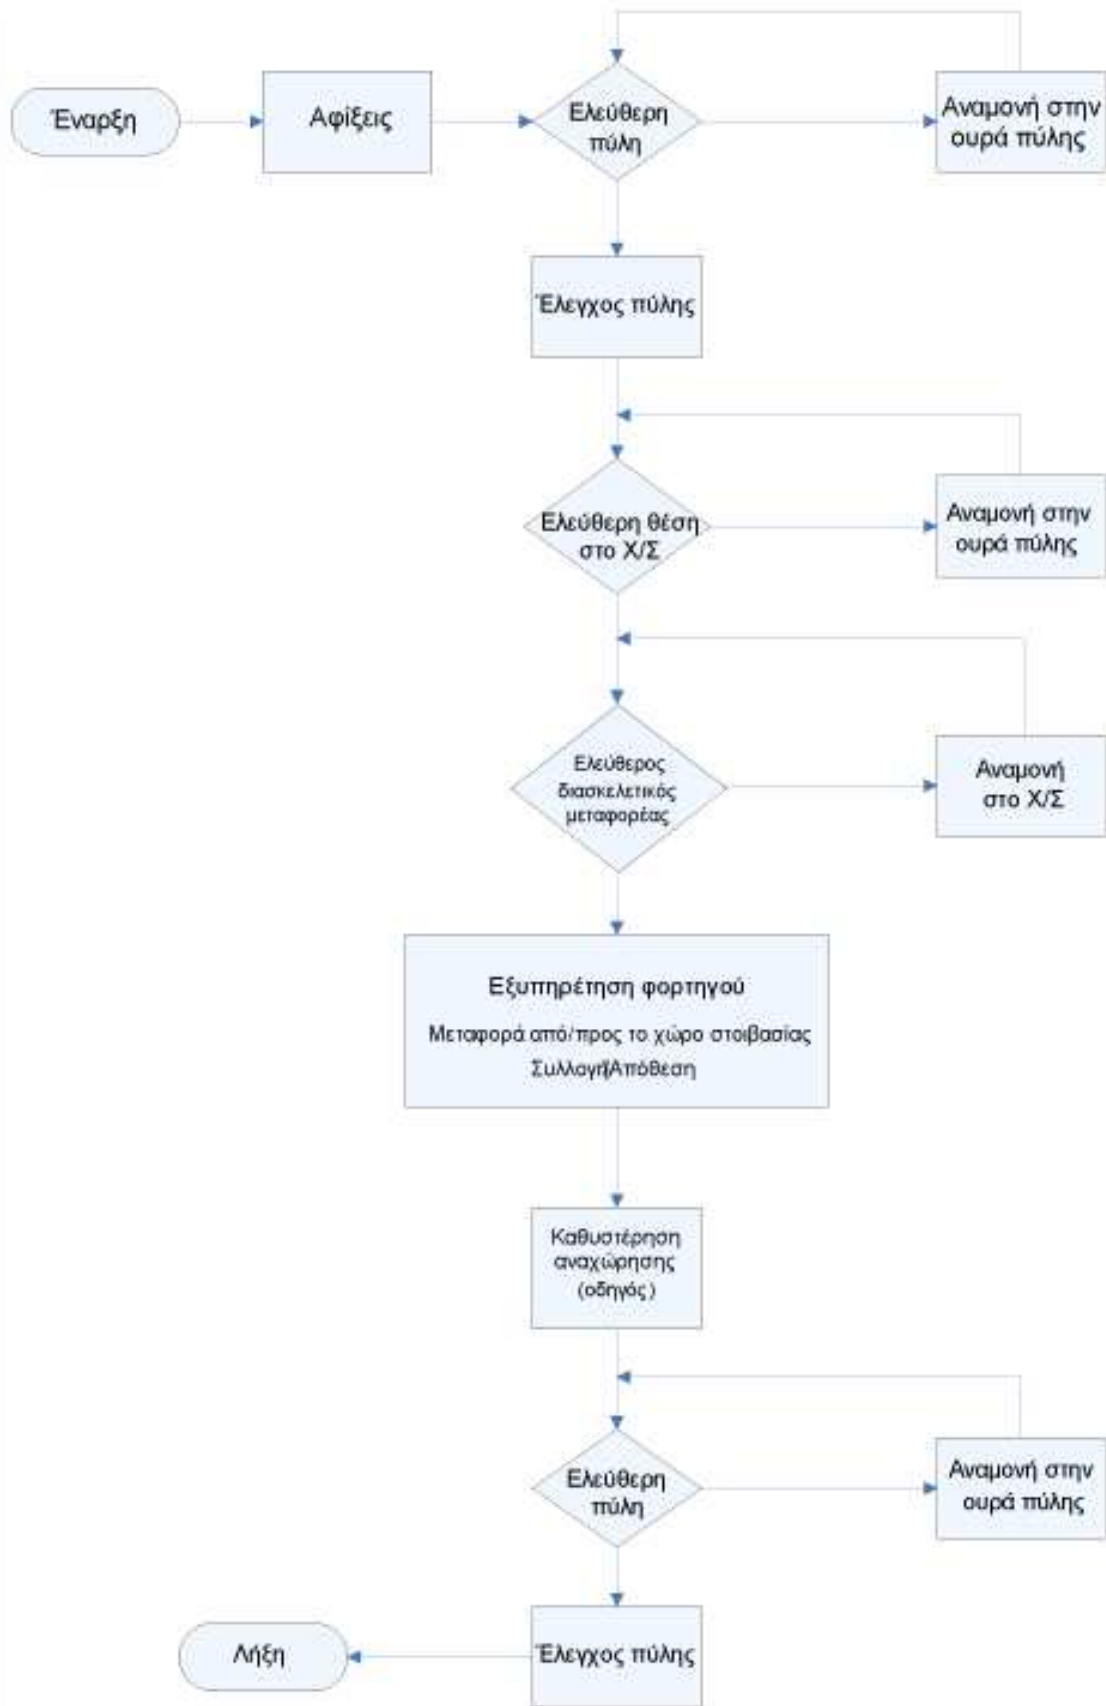 Έναρξη
Αφίξεις
Ελεύθερη
πύλη
Αναμονή στην
ουρά πύλης
Έλεγχος πύλης
Ελεύθερη θέση
στο Χ/Σ
Αναμονή στην
ουρά πύλης
Ελεύθερος
διασκελετικός
μεταφορέας
Αναμονή
στο Χ/Σ
Εξυπηρέτηση φορτηγού
Μεταφορά από/προς το χώρο στοιβασίας
Συλλογή/Απόθεση
Καθυστέρηση
αναχώρησης
(οδηγός)
Ελεύθερη
πύλη
Αναμονή στην
ουρά πύλης
Έλεγχος πύλης
Λήξη